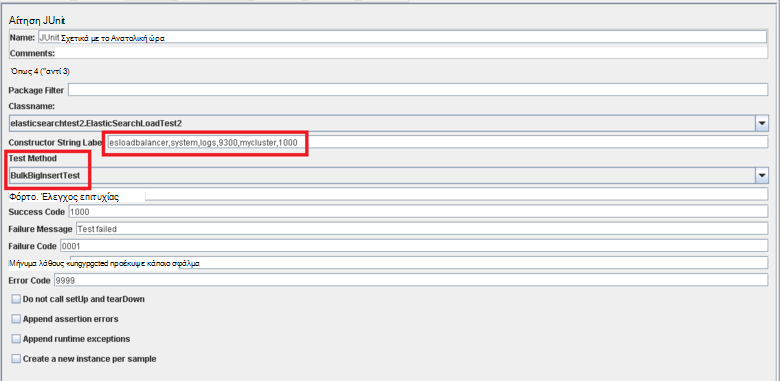 Αίτηση JUnit
Name: JUnit Σχετικά με το Ανατολική ώρα
Comments:
Όπως 4 ("αντί 3)
Package Filter
Classname:
elasticsearchtest2.ElasticSearchLoadTest2
Constructor String Label esloadbalancer,system,logs,9300,mycluster,1000
Test Method
BulkBigInsertTest
Φόρτο. Έλεγχος επιτυχίας
Success Code 1000
Failure Message Test failed
Failure Code 0001
Μήνυμα λάθους προέκυψε κάποιο σφάλμα
Error Code 9999
Do not call setUp and tearDown
Append assertion errors
Append runtime exceptions
Create a new instance per sample